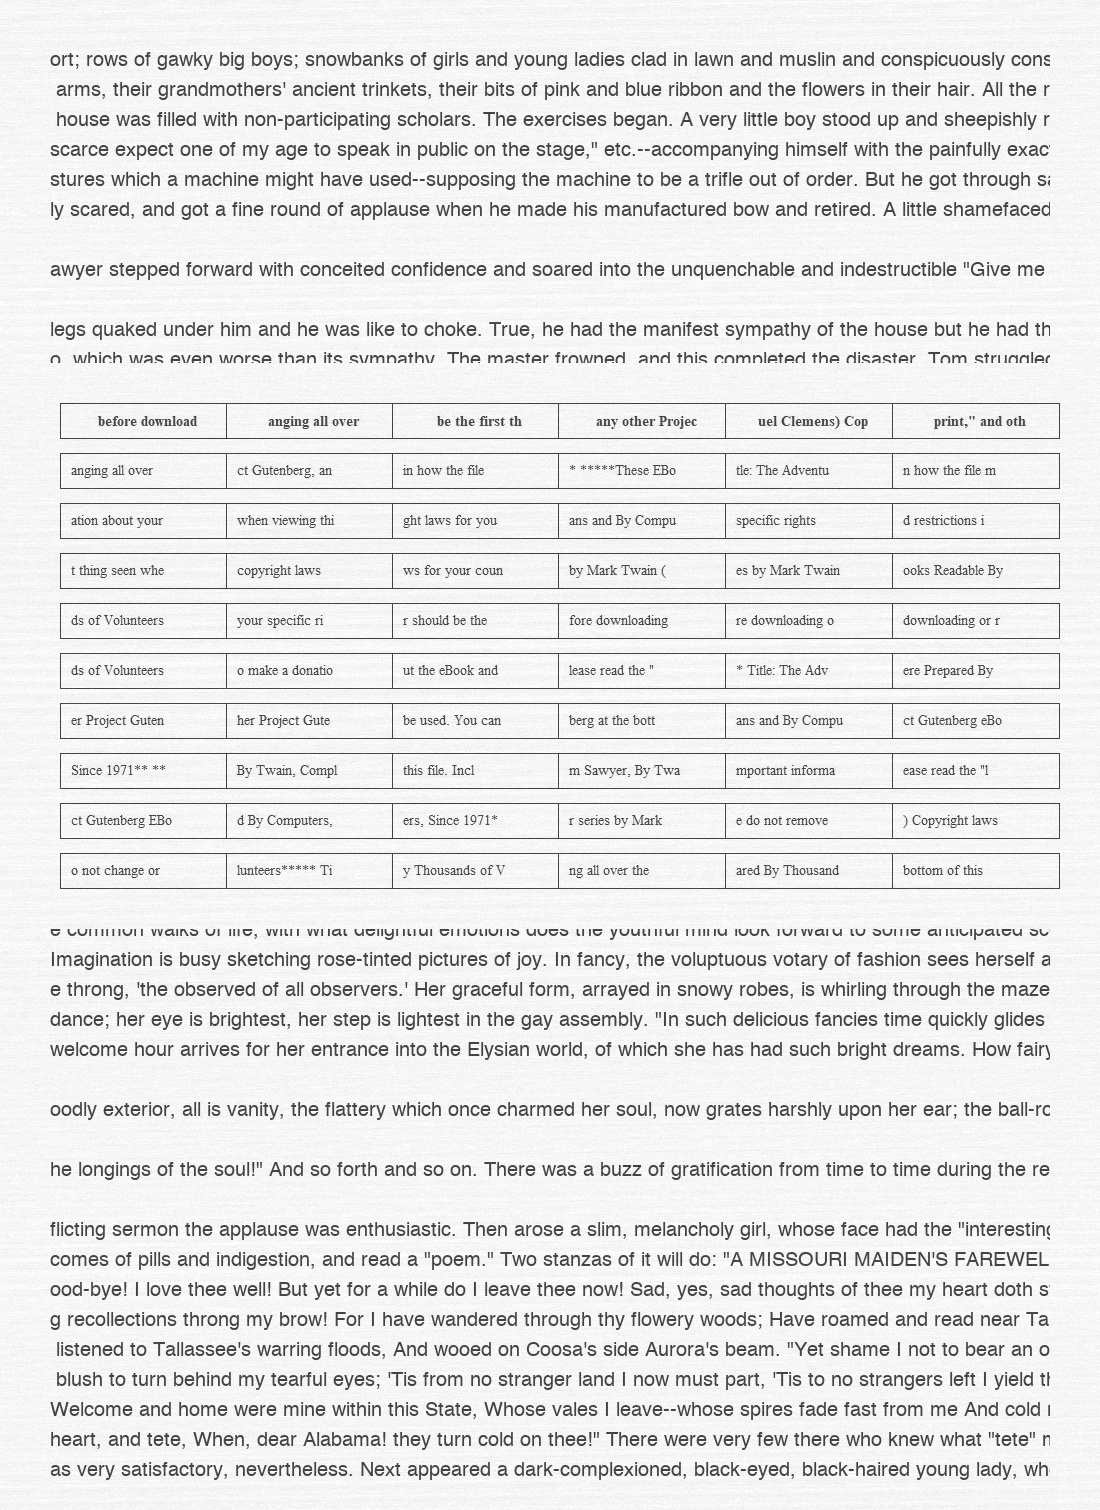 ort; rows of gawky big boys; snowbanks of girls and young ladies clad in lawn and muslin and conspicuously cons
arms, their grandmothers' ancient trinkets, their bits of pink and blue ribbon and the flowers in their hair. All the r
house was filled with non-participating scholars. The exercises began. A very little boy stood up and sheepishly r
scarce expect one of my age to speak in public on the stage," etc.--accompanying himself with the painfully exac
stures which a machine might have used--supposing the machine to be a trifle out of order. But he got through sa
ly scared, and got a fine round of applause when he made his manufactured bow and retired. A little shamefaced
awyer stepped forward with conceited confidence and soared into the unquenchable and indestructible "Give me
legs quaked under him and he was like to choke. True, he had the manifest sympathy of the house but he had th
o, which was even worse than its sympathy. The master frowned, and this completed the disaster. Tom struggled
before download anging all over be the first th any other Projec uel Clemens) Cop print," and oth
anging all over ct Gutenberg, an in how the file * *****These EBo tle: The Adventu n how the file m
ation about your when viewing thi ght laws for you ans and By Compu specific rights d restrictions i
t thing seen whe copyright laws ws for your coun by Mark Twain ( es by Mark Twain ooks Readable By
ds of Volunteers your specific ri r should be the fore downloading re downloading o downloading or r
ds of Volunteers o make a donatio ut the eBook and lease read the " * Title: The Adv ere Prepared By
er Project Guten her Project Gute be used. You can berg at the bott ans and By Compu ct Gutenberg eBo
Since 1971** ** By Twain, Compl this file. Incl m Sawyer, By Twa mportant informa ease read the "l
ct Gutenberg EBo d By Computers, ers, Since 1971* r series by Mark e do not remove ) Copyright laws
o not change or lunteers***** Ti y Thousands of V ng all over the ared By Thousand bottom of this
e common walks of life, with what delightful emotions does the youthful mind look forward to some anticipated sc
Imagination is busy sketching rose-tinted pictures of joy. In fancy, the voluptuous votary of fashion sees herself a
e throng, 'the observed of all observers.' Her graceful form, arrayed in snowy robes, is whirling through the maze
dance; her eye is brightest, her step is lightest in the gay assembly. "In such delicious fancies time quickly glides
welcome hour arrives for her entrance into the Elysian world, of which she has had such bright dreams. How fairy
oodly exterior, all is vanity, the flattery which once charmed her soul, now grates harshly upon her ear; the ball-ro
he longings of the soul!" And so forth and so on. There was a buzz of gratification from time to time during the re
flicting sermon the applause was enthusiastic. Then arose a slim, melancholy girl, whose face had the "interesting
comes of pills and indigestion, and read a "poem." Two stanzas of it will do: "A MISSOURI MAIDEN'S FAREWEL
ood-bye! I love thee well! But yet for a while do I leave thee now! Sad, yes, sad thoughts of thee my heart doth s
g recollections throng my brow! For I have wandered through thy flowery woods; Have roamed and read near Ta
listened to Tallassee's warring floods, And wooed on Coosa's side Aurora's beam. "Yet shame I not to bear an o
blush to turn behind my tearful eyes; 'Tis from no stranger land I now must part, 'Tis to no strangers left I yield th
Welcome and home were mine within this State, Whose vales I leave--whose spires fade fast from me And cold
heart, and tete, When, dear Alabama! they turn cold on thee!" There were very few there who knew what "tete"
as very satisfactory, nevertheless. Next appeared a dark-complexioned, black-eyed, black-haired young lady, wh